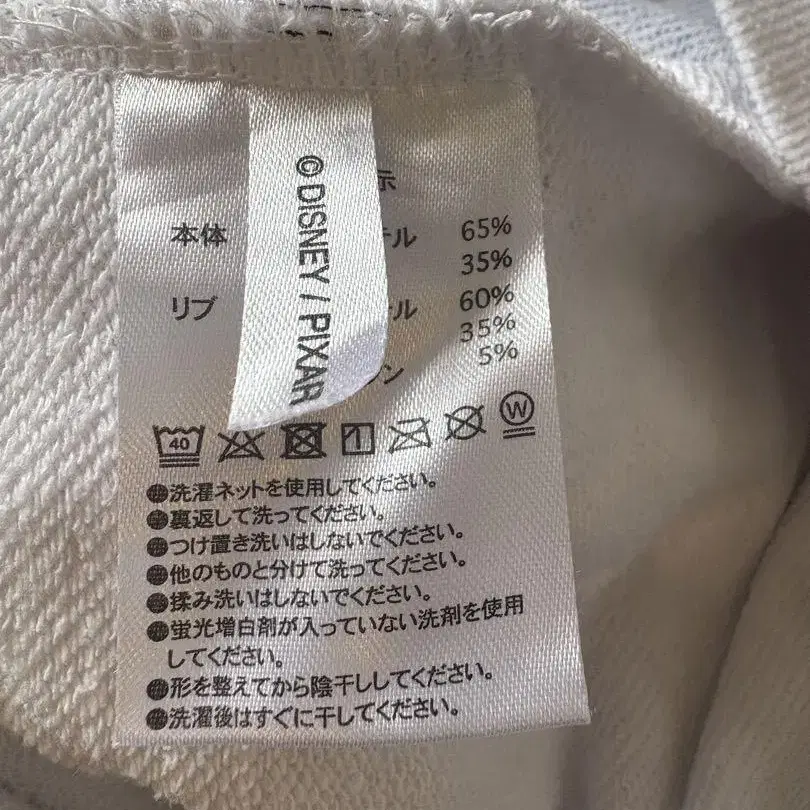 © DISNEY / PIXAR
示
本体 テル 65%
35%
リブ ル 60%
35%
ン 5%
40 W
●洗濯ネットを使用してください。
●裏返して洗ってください。
●つけ置き洗いはしないでください。
●他のものと分けて洗ってください。
●揉み洗いはしないでください。
●蛍光増白剤が入っていない洗剤を使用
してください。
●形を整えてから陰干ししてください。
●洗濯後はすぐに干してください。